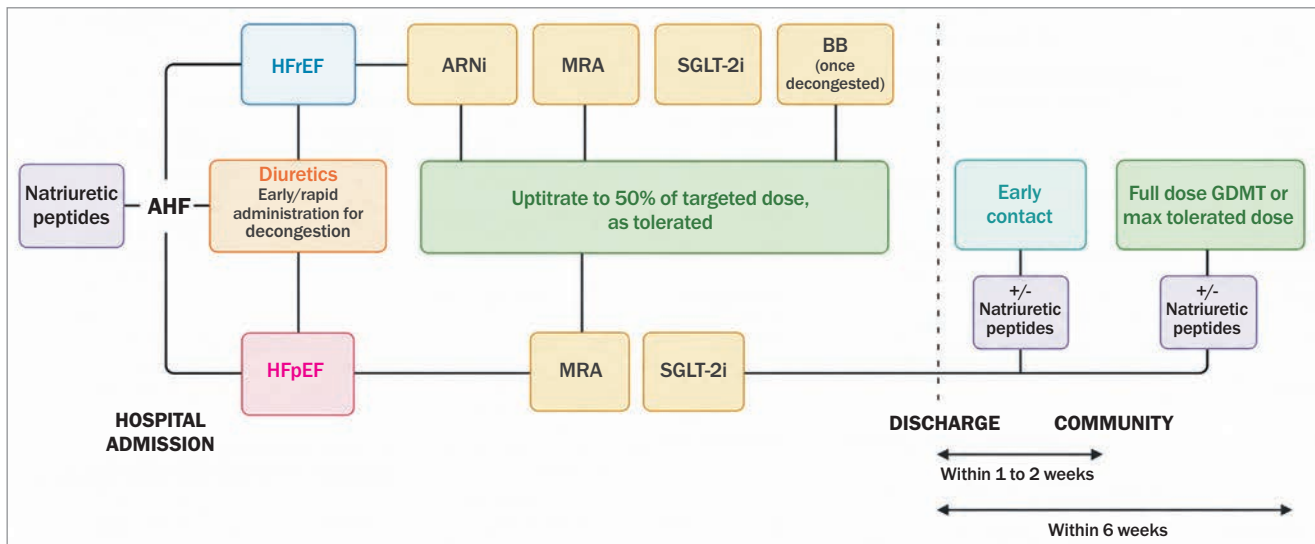 HFrEF
ARNi
MRA
SGLT-2i
BB
(once
decongested)
Natriuretic
peptides
AHF
Diuretics
Early/rapid
administration for
decongestion
Uptitrate to 50% of targeted dose,
as tolerated
Early
contact
Full dose GDMT or
max tolerated dose
+/-
Natriuretic
peptides
+/-
Natriuretic
peptides
HFpEF
MRA
SGLT-2i
HOSPITAL
ADMISSION
DISCHARGE
COMMUNITY
Within 1 to 2 weeks
Within 6 weeks